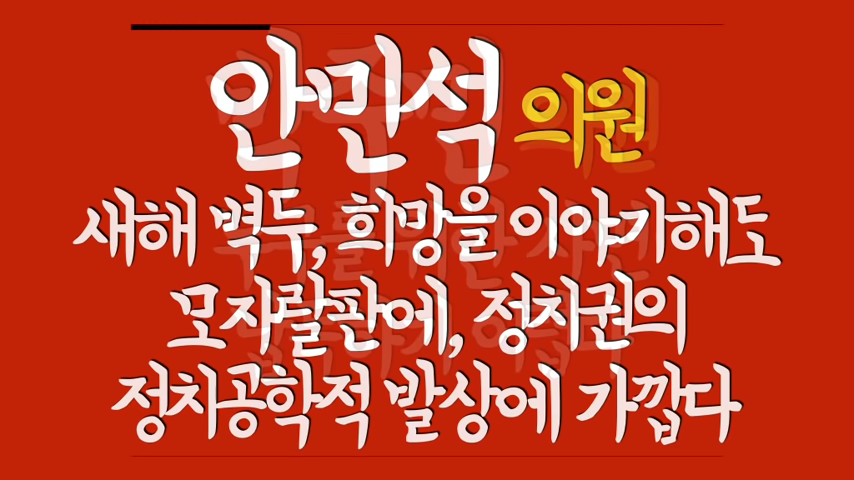 안민석 의원
새해 벽두, 희망을 이야기해도
모자랄판에, 정치권의
정치공학적 발상에 가깝다